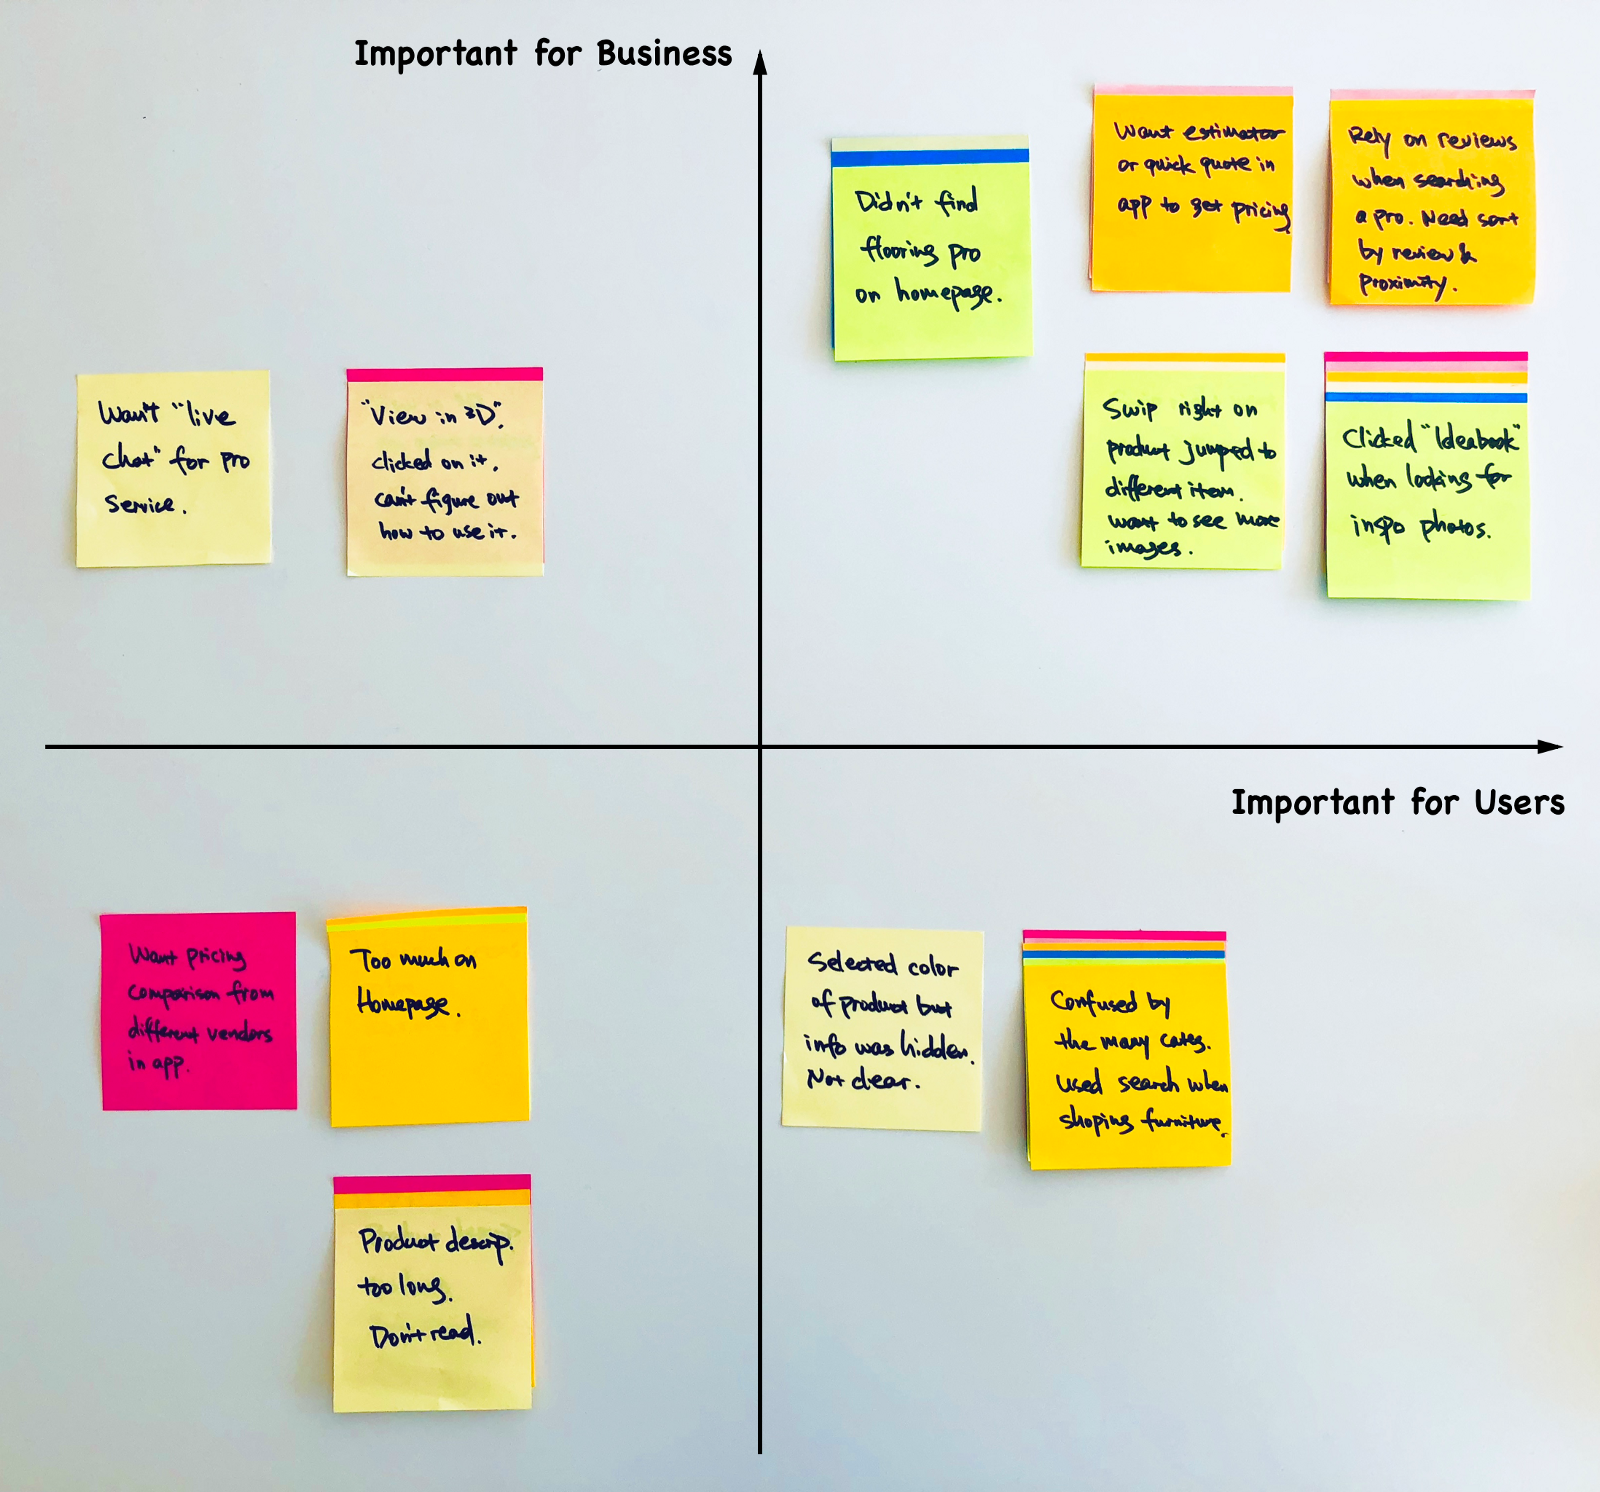 Important for Business
Didn't find
flooring pro
on homepage.
Want estimator
or quick quote in
app to get pricing
Rely on reviews
when searching
a pro. Need sort
by review &
proximity.
Want "live
chat" for pro
service.
"View in 3D".
clicked on it.
can't figure out
how to use it.
Swip right on
product jumped to
different item.
want to see more
images.
Clicked "Ideabook"
when looking for
inspo photos.
Important for Users
Want pricing
comparison from
different vendors
in app.
Too much on
Homepage.
Selected color
of product but
info was hidden.
Not clear.
Confused by
the many cates.
used search when
shoping furniture.
Product descrip.
too long.
Don't read.